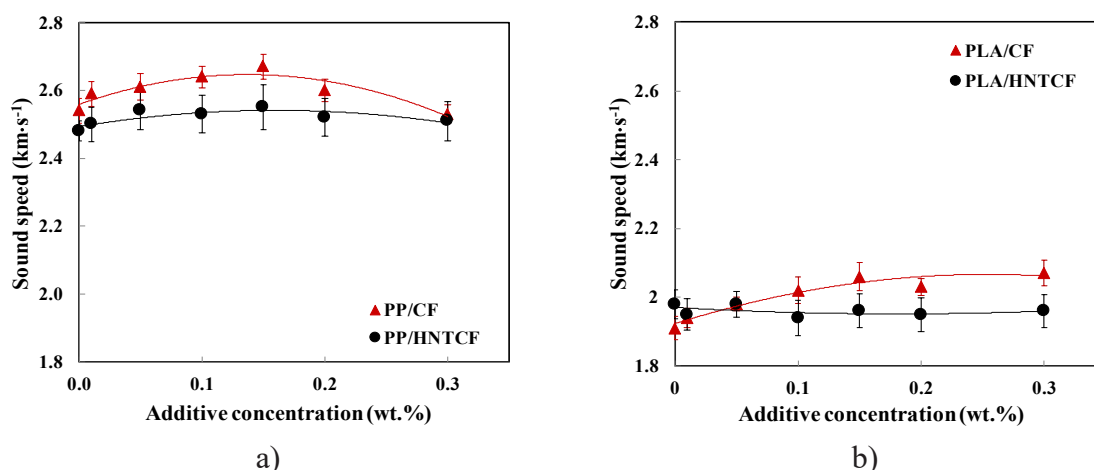 2.8
2.6
2.4
2.2
2.0
1.8
0.0
0.1
0.2
0.3
Sound speed (km·s⁻¹)
Additive concentration (wt.%)
PP/CF
PP/HNTCF
a)
2.8
2.6
2.4
2.2
2
1.8
0
0.1
0.2
0.3
Sound speed (km·s⁻¹)
Additive concentration (wt.%)
PLA/CF
PLA/HNTCF
b)